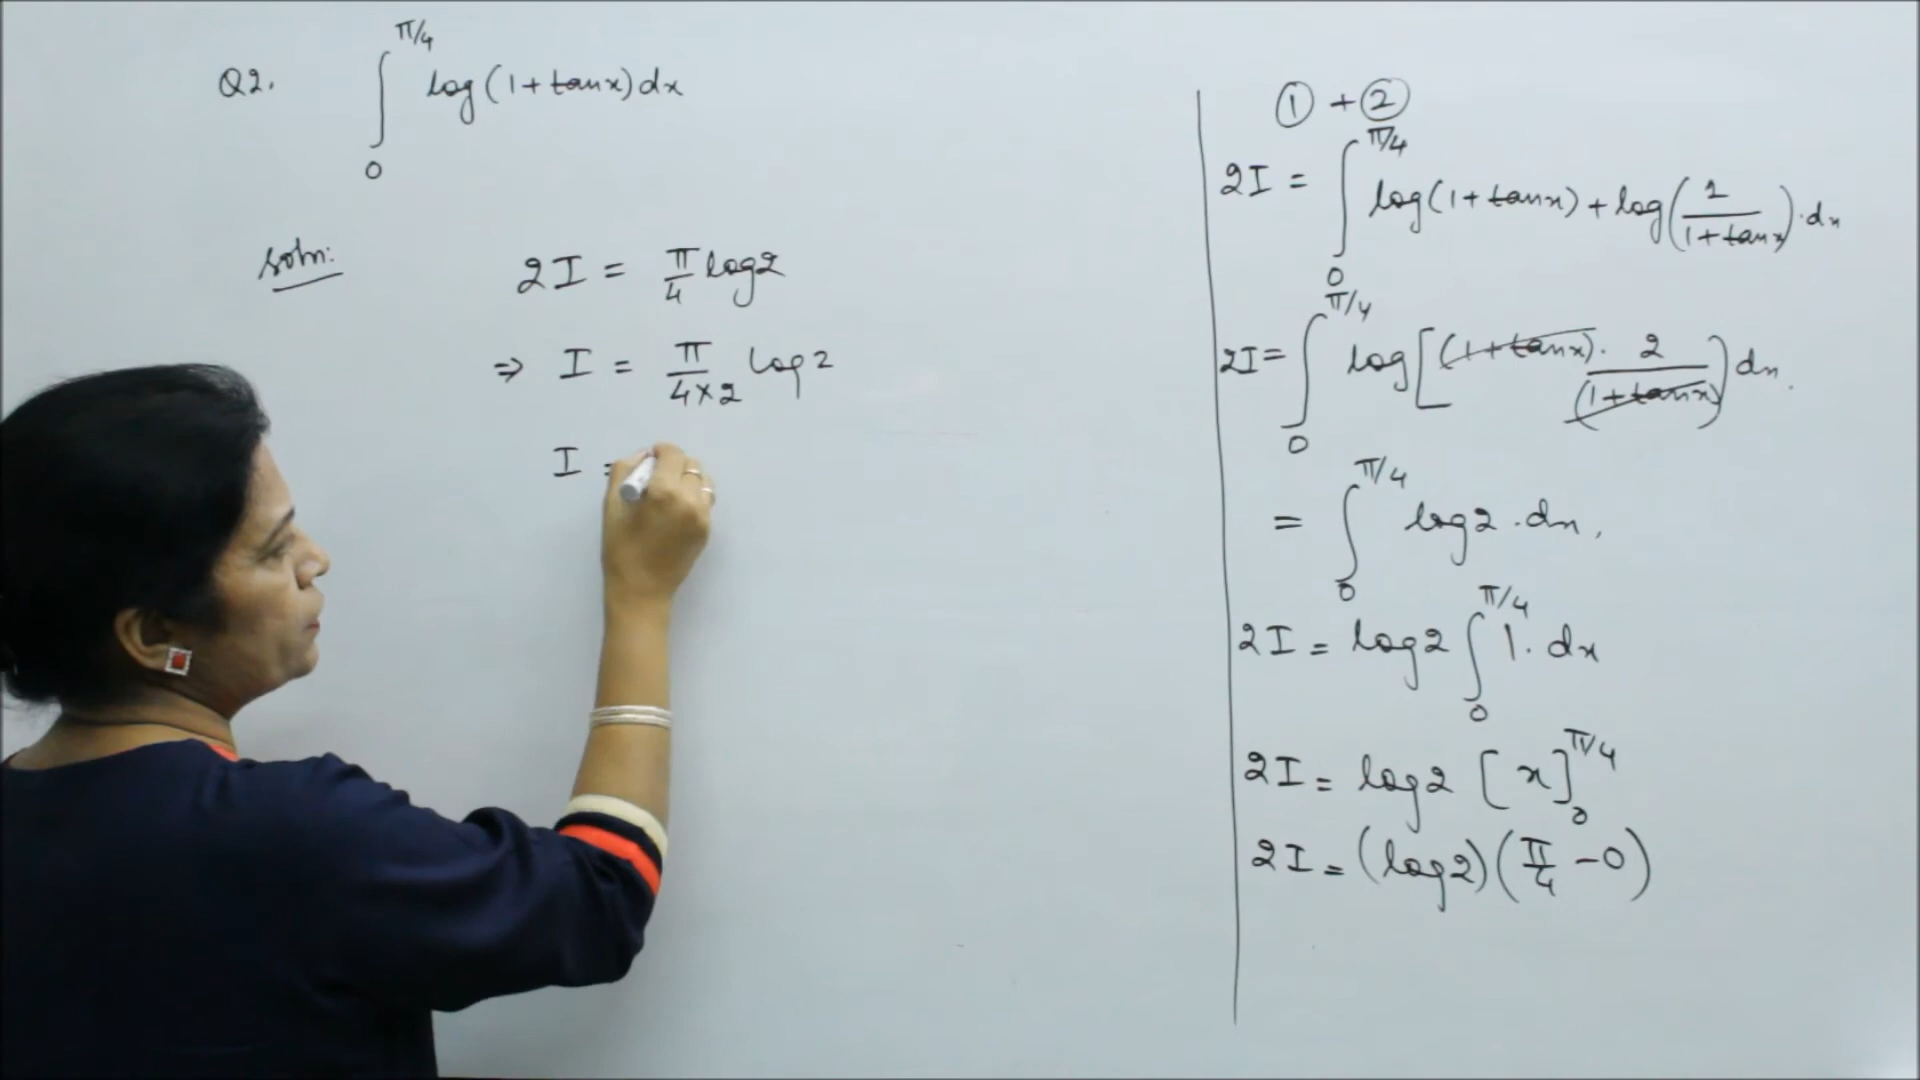 Q2. ∫₀^π/4 log(1+tanx)dx
soln:
2I = π/4 log2
⇒ I = π/4×2 log2
I =
① + ②
2I = ∫₀^π/4 log(1+tanx) + log(2/1+tanx).dx
2I = ∫₀^π/4 log[(1+tanx). 2/(1+tanx)]dx.
= ∫₀^π/4 log2.dx,
2I = log2 ∫₀^π/4 1. dx
2I = log2 [x]₀^π/4
2I = (log2)(π/4 - 0)